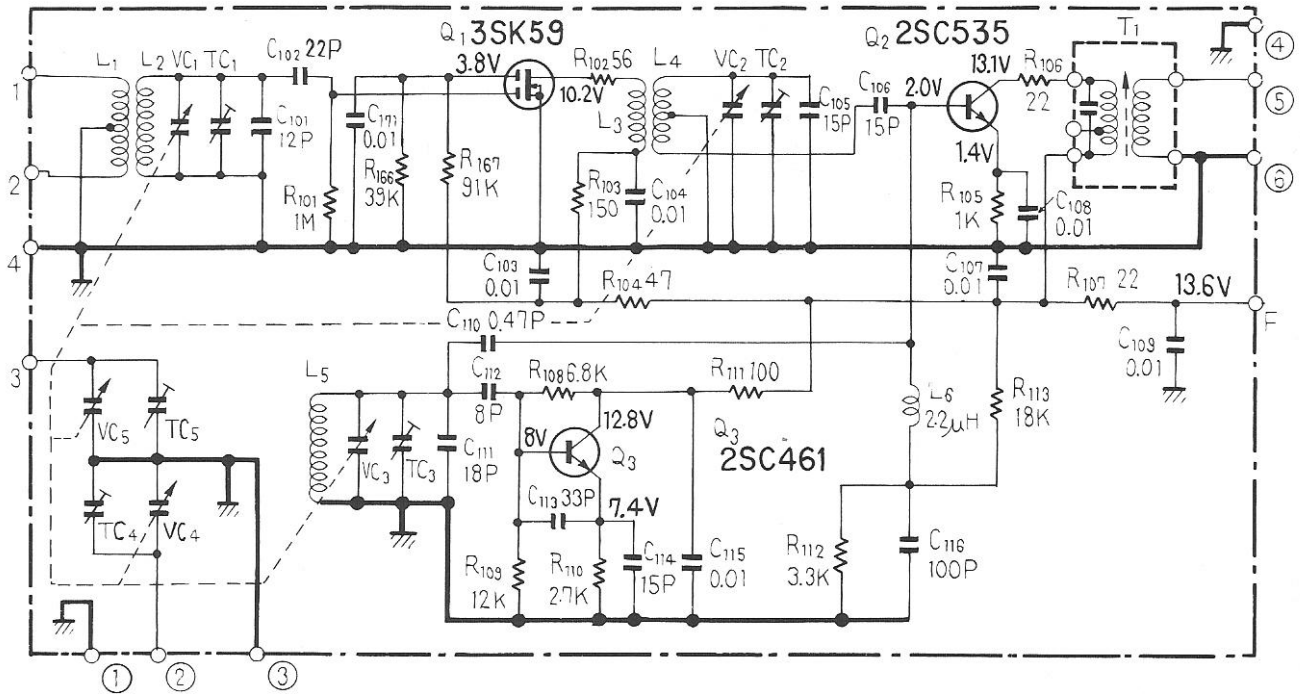 Q1 3SK59
Q2 2SC535
T1
④
L1
L2
VC1
TC1
C102 22P
3.8V
R102 56
10.2V
L4
L3
VC2
TC2
C106
15P
2.0V
13.1V
R106
22
1
⑤
C101
12P
C171
0.01
C105
15P
1.4V
2
R101
1M
R166
39K
R167
91K
R103
150
C104
0.01
R105
1K
C108
0.01
⑥
4
C103
0.01
R104 47
C107
0.01
R107 22
13.6V
F
C110 0.47P
C109
0.01
3
L5
C112
8P
R108 6.8K
R111 100
L6
2.2μH
R113
18K
VC5
TC5
VC3
TC3
C111
18P
8V
12.8V
Q3
Q3
2SC461
TC4
VC4
C113 33P
7.4V
R109
12K
R110
2.7K
C114
15P
C115
0.01
R112
3.3K
C116
100P
①
②
③